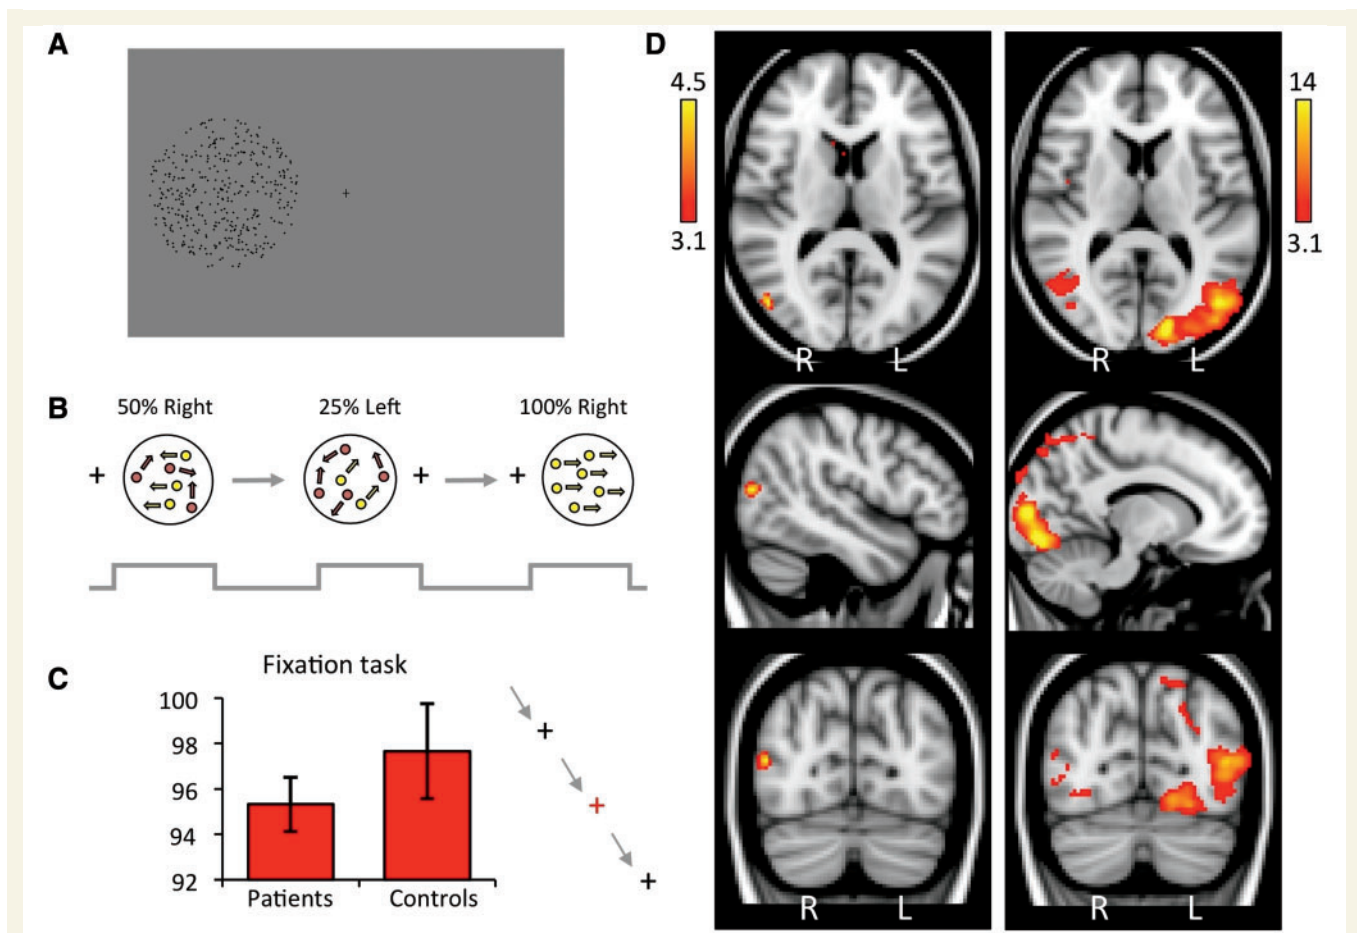 A
B
50% Right 25% Left 100% Right
+ + +
C
Fixation task
100
98
96
94
92
Patients Controls
D
4.5
3.1
14
3.1
R L
R L
R L
R L